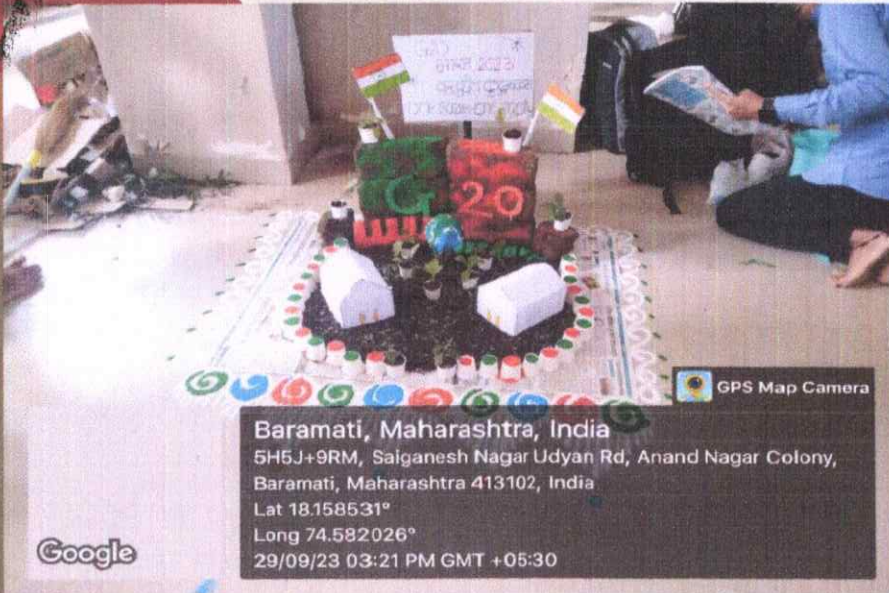 G 20
GPS Map Camera
Baramati, Maharashtra, India
5H5J+9RM, Saiganesh Nagar Udyan Rd, Anand Nagar Colony,
Baramati, Maharashtra 413102, India
Lat 18.158531°
Long 74.582026°
29/09/23 03:21 PM GMT +05:30
Google